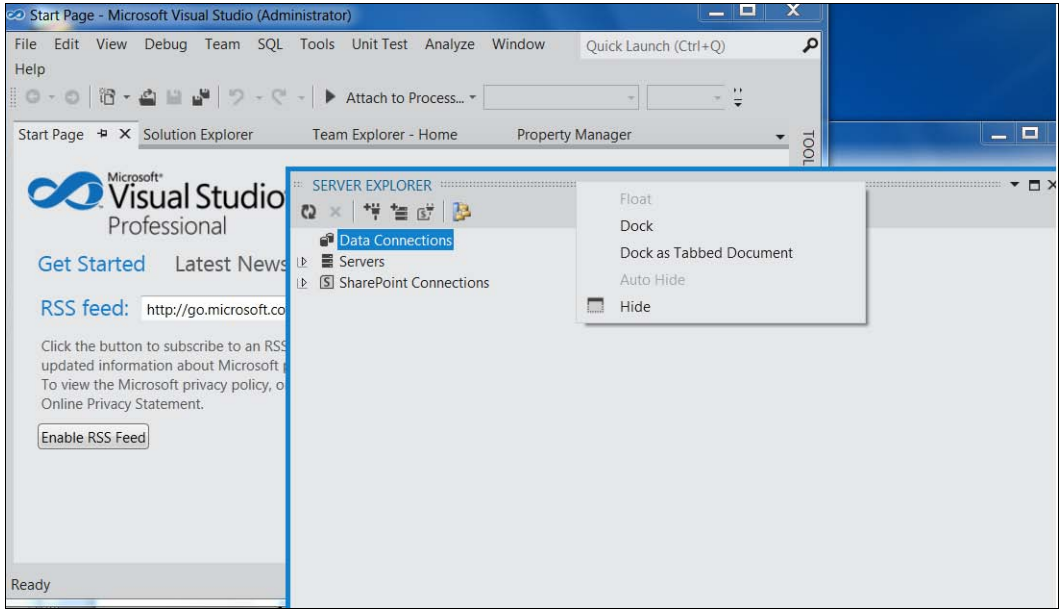 Start Page - Microsoft Visual Studio (Administrator)
File Edit View Debug Team SQL Tools Unit Test Analyze Window Quick Launch (Ctrl+Q)
Help
Attach to Process...
Start Page Solution Explorer Team Explorer - Home Property Manager
Microsoft®
Visual Studio
Professional
Get Started Latest News
RSS feed: http://go.microsoft.co
Click the button to subscribe to an RSS
updated information about Microsoft
To view the Microsoft privacy policy, o
Online Privacy Statement.
Enable RSS Feed
Ready
TOOL
SERVER EXPLORER
Data Connections
Servers
SharePoint Connections
Float
Dock
Dock as Tabbed Document
Auto Hide
Hide